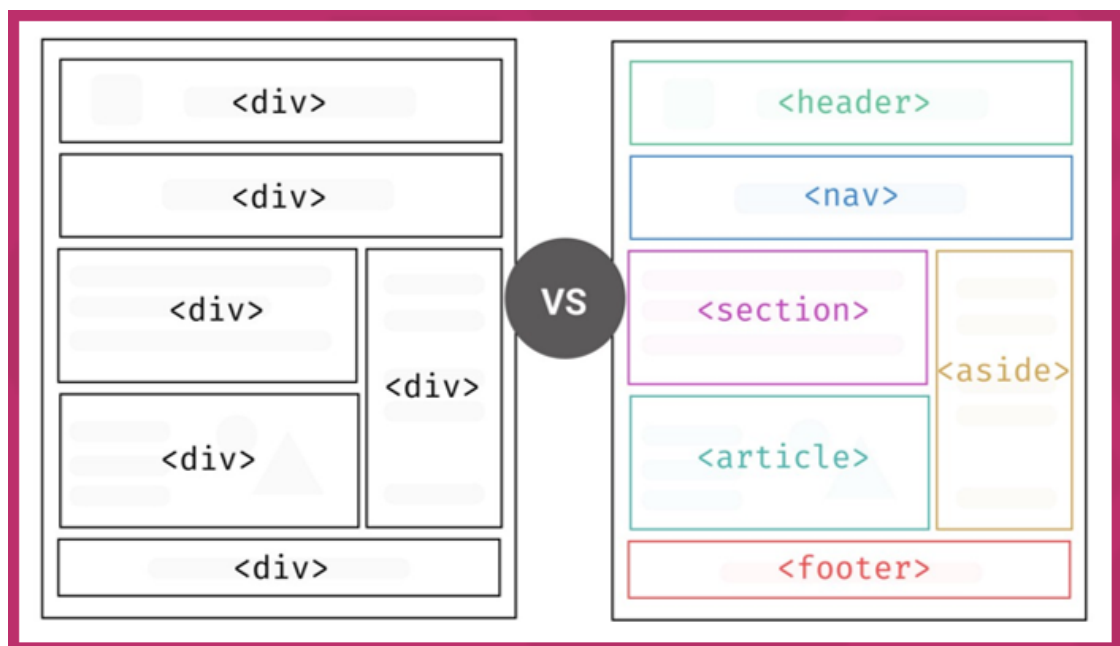 <div>
<div>
<div>
<div>
<div>
<div>
VS
<header>
<nav>
<section>
<aside>
<article>
<footer>